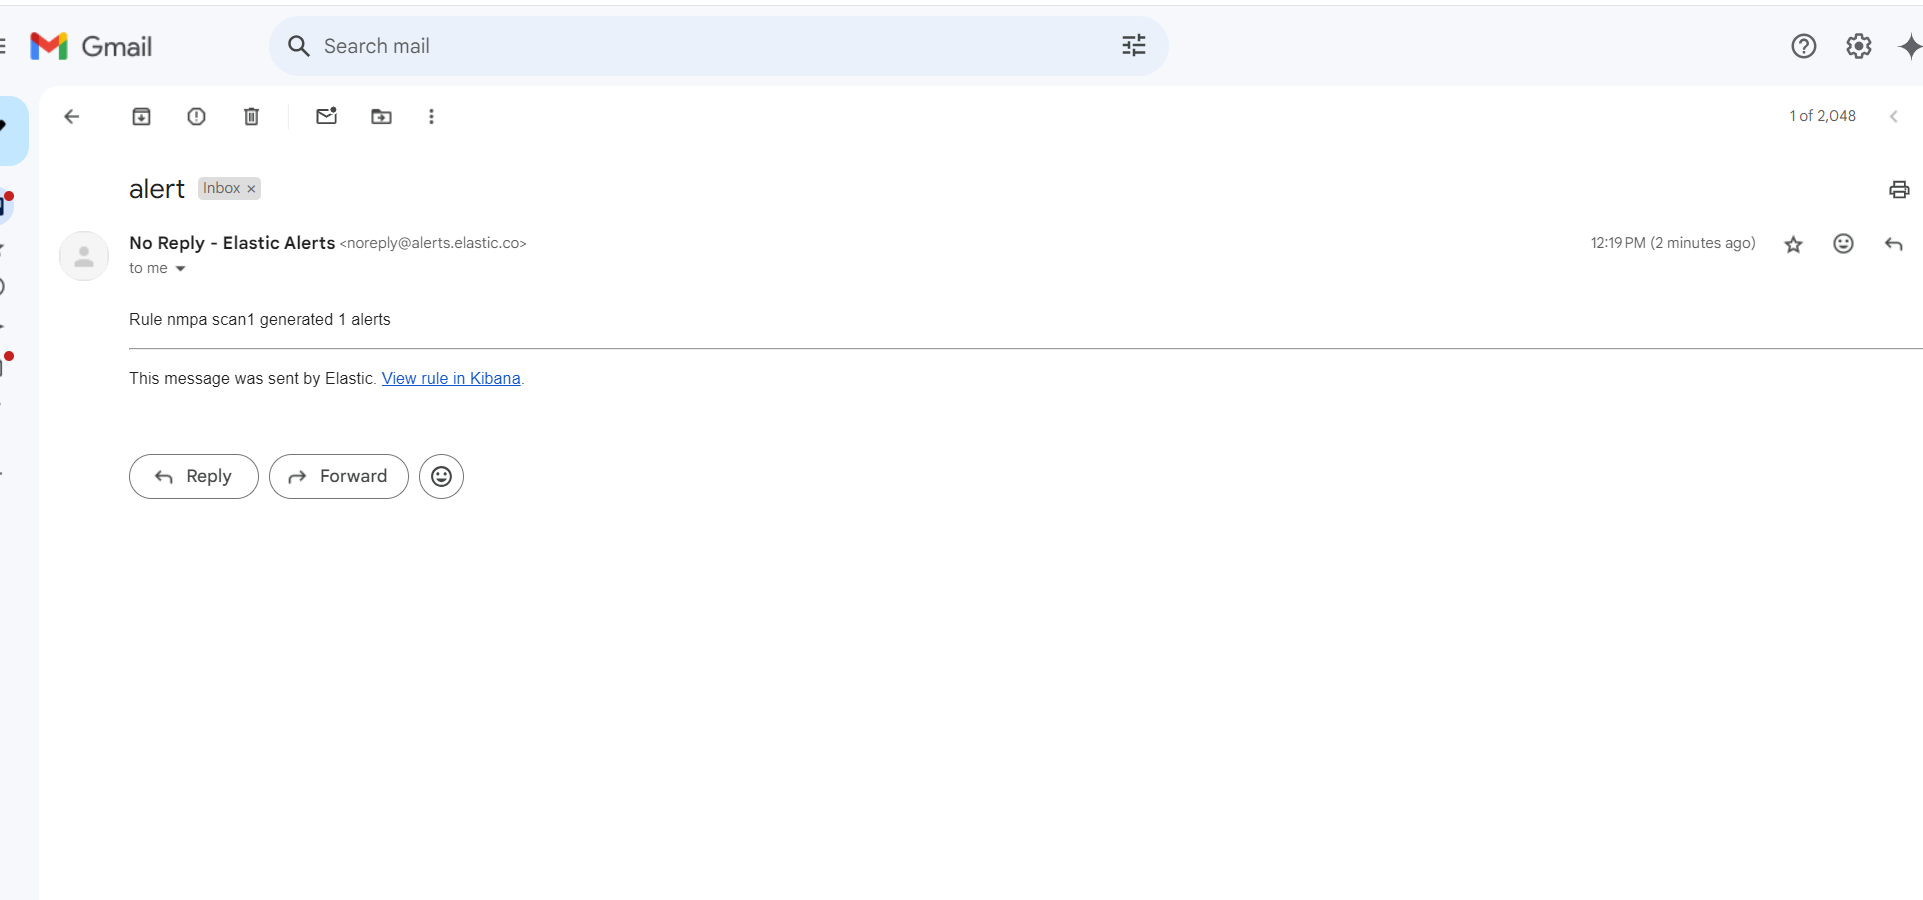 Gmail
Search mail
1 of 2,048
alert Inbox ×
No Reply - Elastic Alerts <noreply@alerts.elastic.co>
12:19 PM (2 minutes ago)
to me
Rule nmpa scan1 generated 1 alerts
This message was sent by Elastic. View rule in Kibana.
Reply
Forward